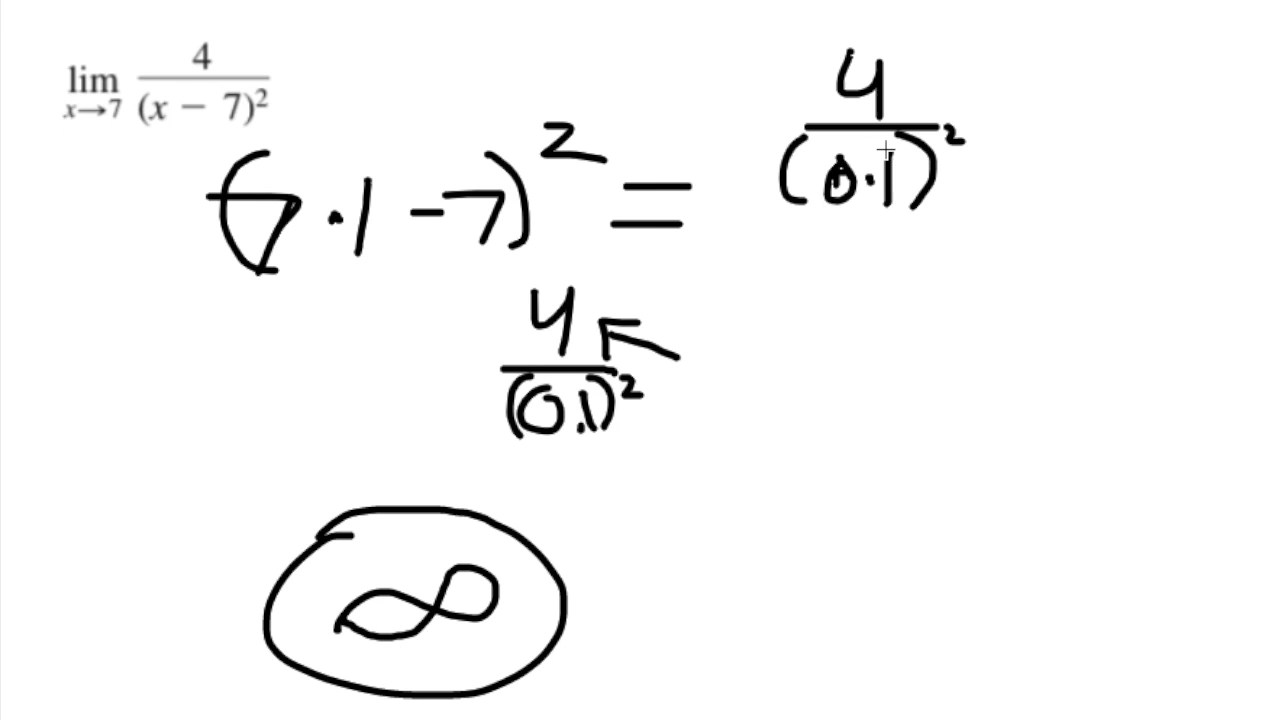 lim x→7 4/(x − 7)²
(7.1 - 7)² = 4/(0.1)²
4/(0.1)²
∞